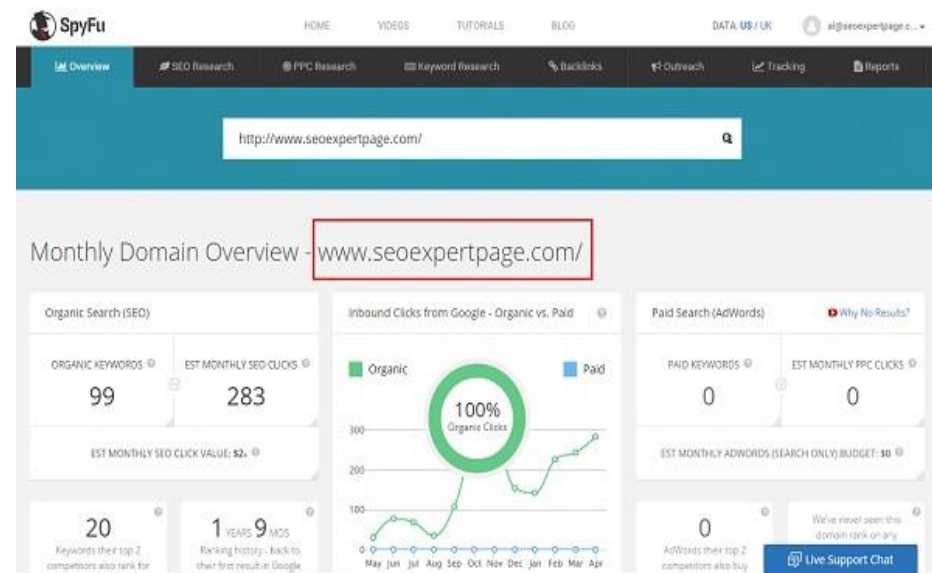 SpyFu
HOME VIDEOS TUTORIALS BLOG DATA: US / UK al@seoexpertpage.c...
Overview SEO Research PPC Research Keyword Research Backlinks Outreach Tracking Reports
http://www.seoexpertpage.com/
Monthly Domain Overview - www.seoexpertpage.com/
Organic Search (SEO)
ORGANIC KEYWORDS
99
EST MONTHLY SEO CLICKS
283
EST MONTHLY SEO CLICK VALUE:
20
Keywords their top 2
competitors also rank for
1 YEARS 9 MOS
Ranking history - back to
their first result in Google
Inbound Clicks from Google - Organic vs. Paid
Organic
Paid
100%
Organic Clicks
300
200
100
0
May Jun Jul Aug Sep Oct Nov Dec Jan Feb Mar Apr
Paid Search (AdWords)
Why No Results?
PAID KEYWORDS
0
EST MONTHLY PPC CLICKS
0
EST MONTHLY ADWORDS (SEARCH ONLY) BUDGET: $0
0
AdWords their top 2
competitors also buy
We've never seen this
domain rank on any
Live Support Chat